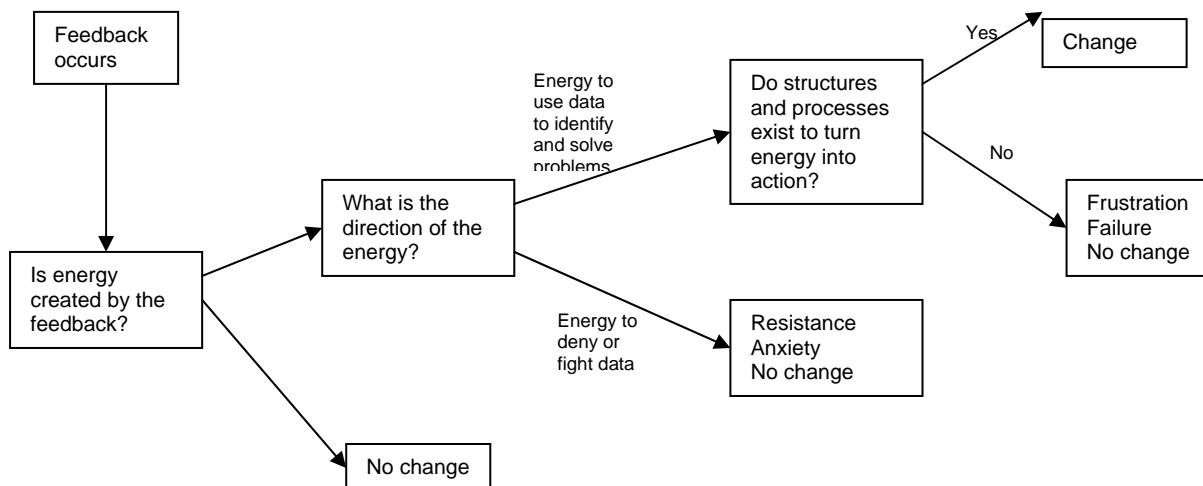 Feedback
occurs
Is energy
created by the
feedback?
No change
What is the
direction of the
energy?
Energy to
use data
to identify
and solve
problems
Energy to
deny or
fight data
Do structures
and processes
exist to turn
energy into
action?
Resistance
Anxiety
No change
Yes
Change
No
Frustration
Failure
No change